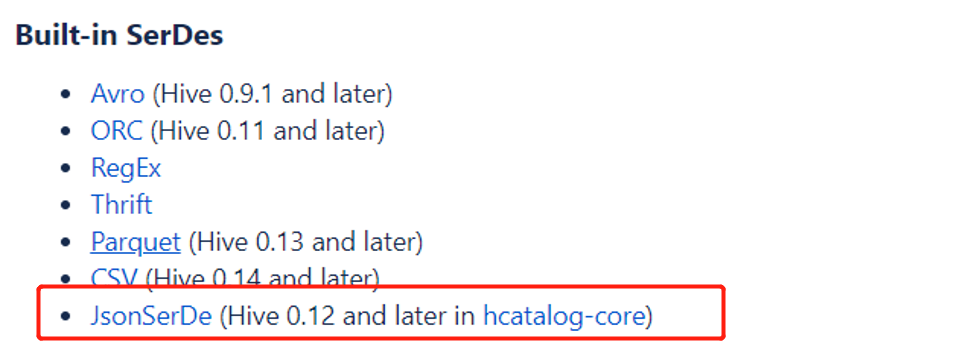 Built-in SerDes
• Avro (Hive 0.9.1 and later)
• ORC (Hive 0.11 and later)
• RegEx
• Thrift
• Parquet (Hive 0.13 and later)
• CSV (Hive 0.14 and later)
• JsonSerDe (Hive 0.12 and later in hcatalog-core)